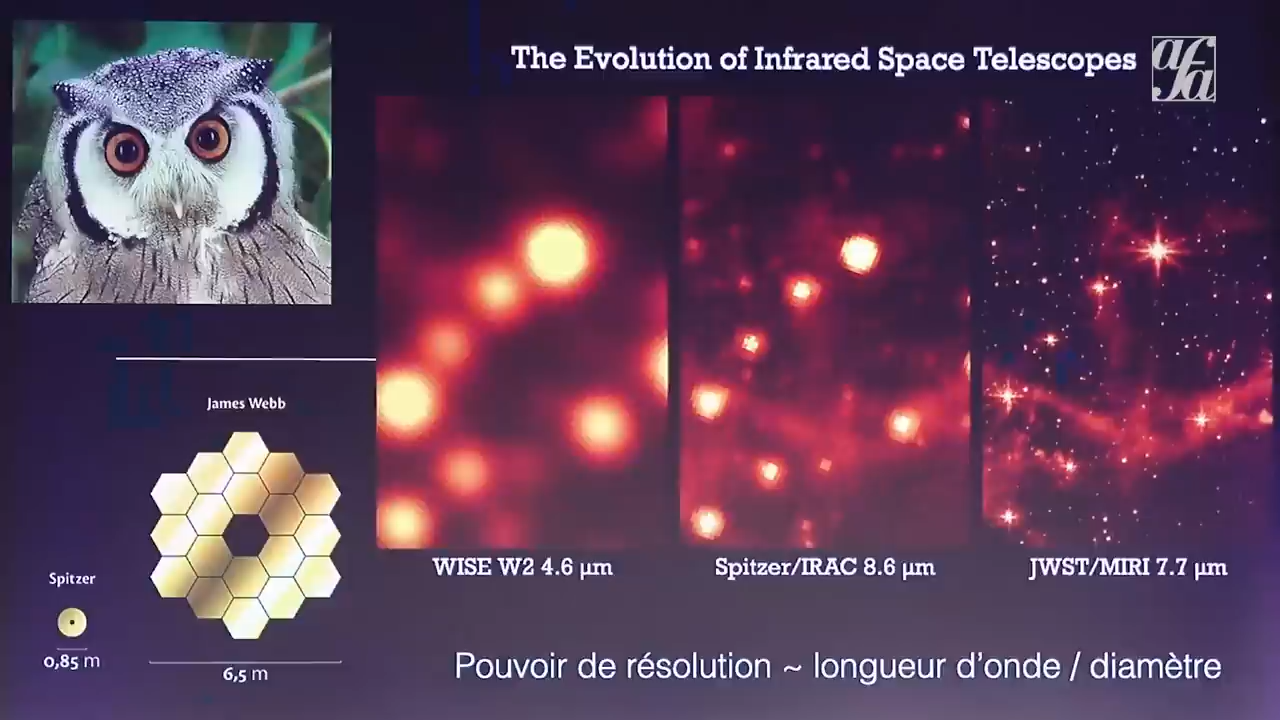 The Evolution of Infrared Space Telescopes
afa
James Webb
WISE W2 4.6 µm
Spitzer/IRAC 8.6 µm
JWST/MIRI 7.7 µm
Spitzer
0,85 m
6,5 m
Pouvoir de résolution ~ longueur d'onde / diamètre